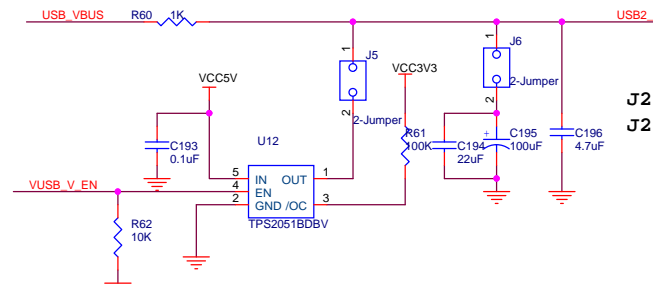 USB_VBUS R60 1K USB2_
1 1 J6
J5
VCC5V VCC3V3
2-Jumper
2 J2
C193 U12 2-Jumper R61 C194 C195 C196 J2
0.1uF 100K 22uF + 100uF 4.7uF
5 IN OUT 1
VUSB_V_EN 4 EN
2 GND /OC 3
R62 TPS2051BDBV
10K
2